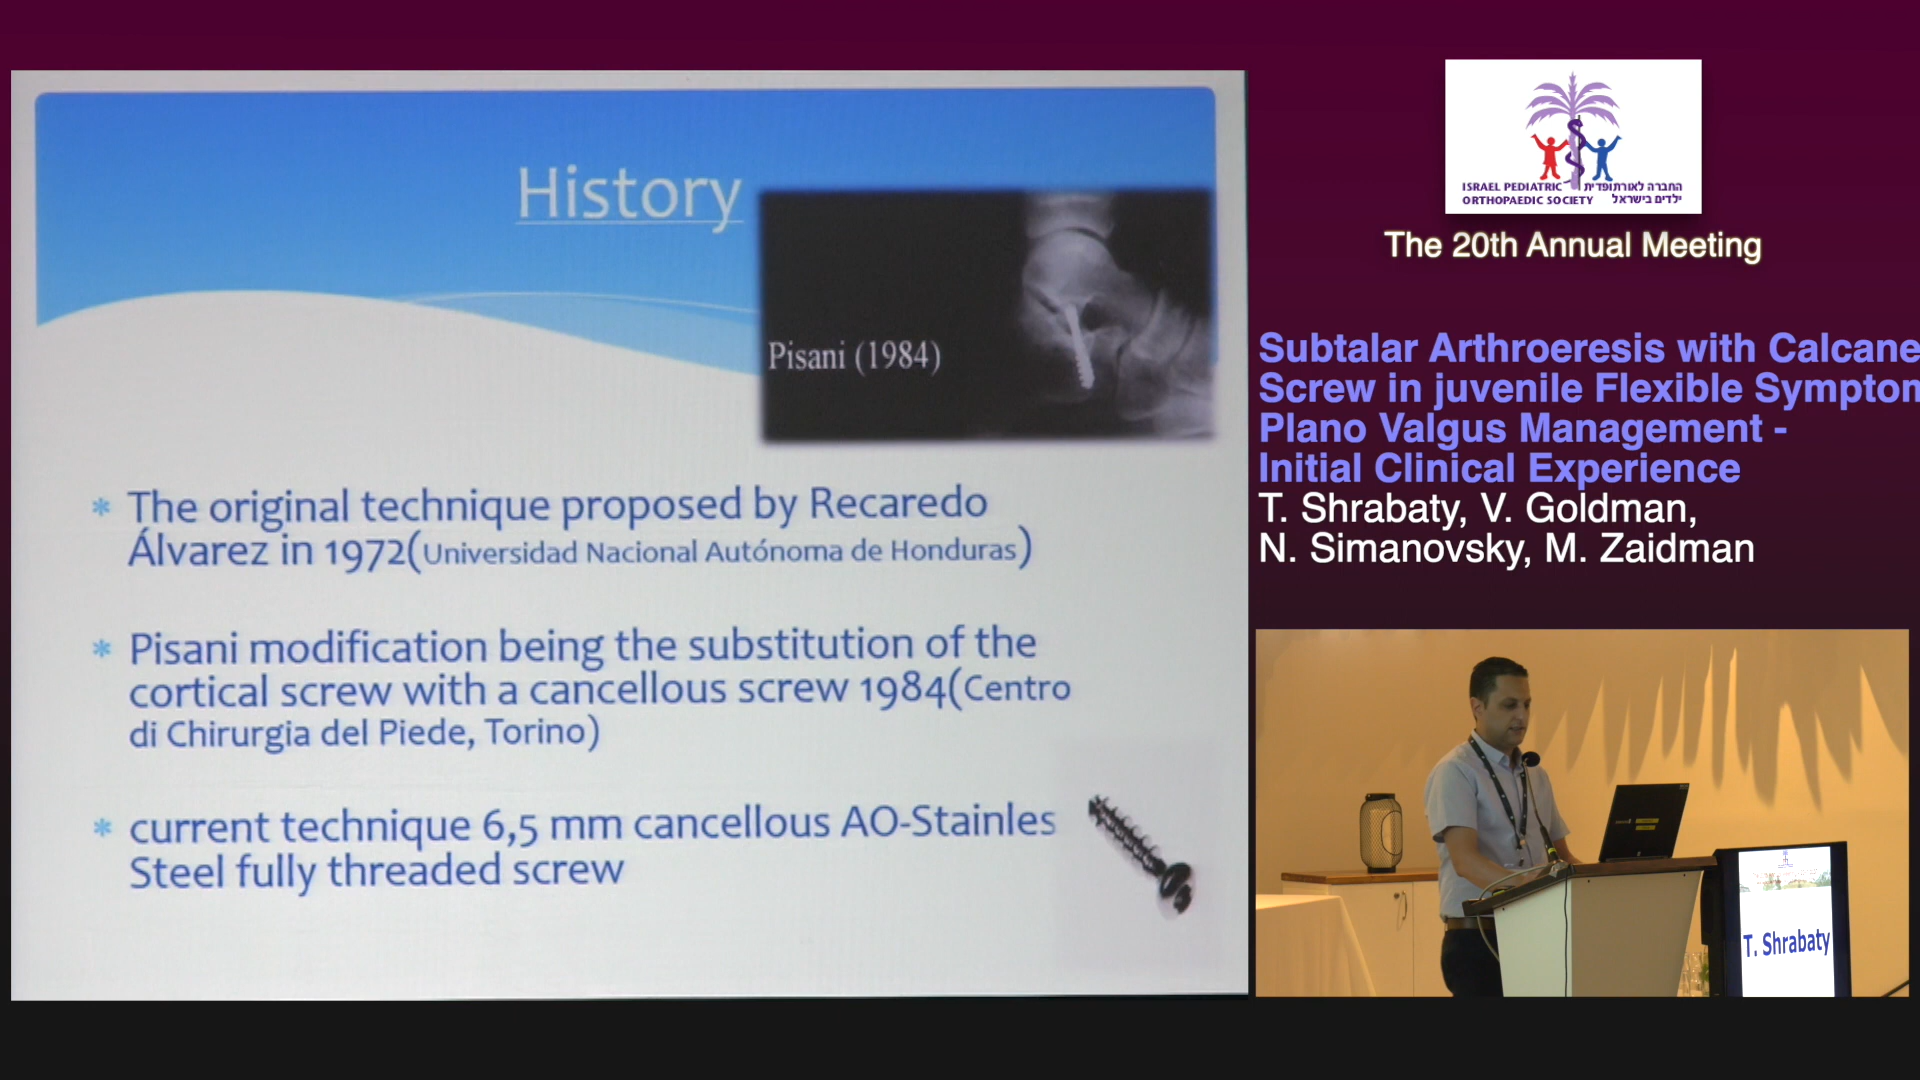 History
Pisani (1984)
* The original technique proposed by Recaredo
Álvarez in 1972(Universidad Nacional Autónoma de Honduras)
* Pisani modification being the substitution of the
cortical screw with a cancellous screw 1984(Centro
di Chirurgia del Piede, Torino)
* current technique 6,5 mm cancellous AO-Stainles
Steel fully threaded screw
ISRAEL PEDIATRIC
ORTHOPAEDIC SOCIETY
החברה לאורתופדית
ילדים בישראל
The 20th Annual Meeting
Subtalar Arthroeresis with Calcane
Screw in juvenile Flexible Sympton
Plano Valgus Management -
Initial Clinical Experience
T. Shrabaty, V. Goldman,
N. Simanovsky, M. Zaidman
T. Shrabaty